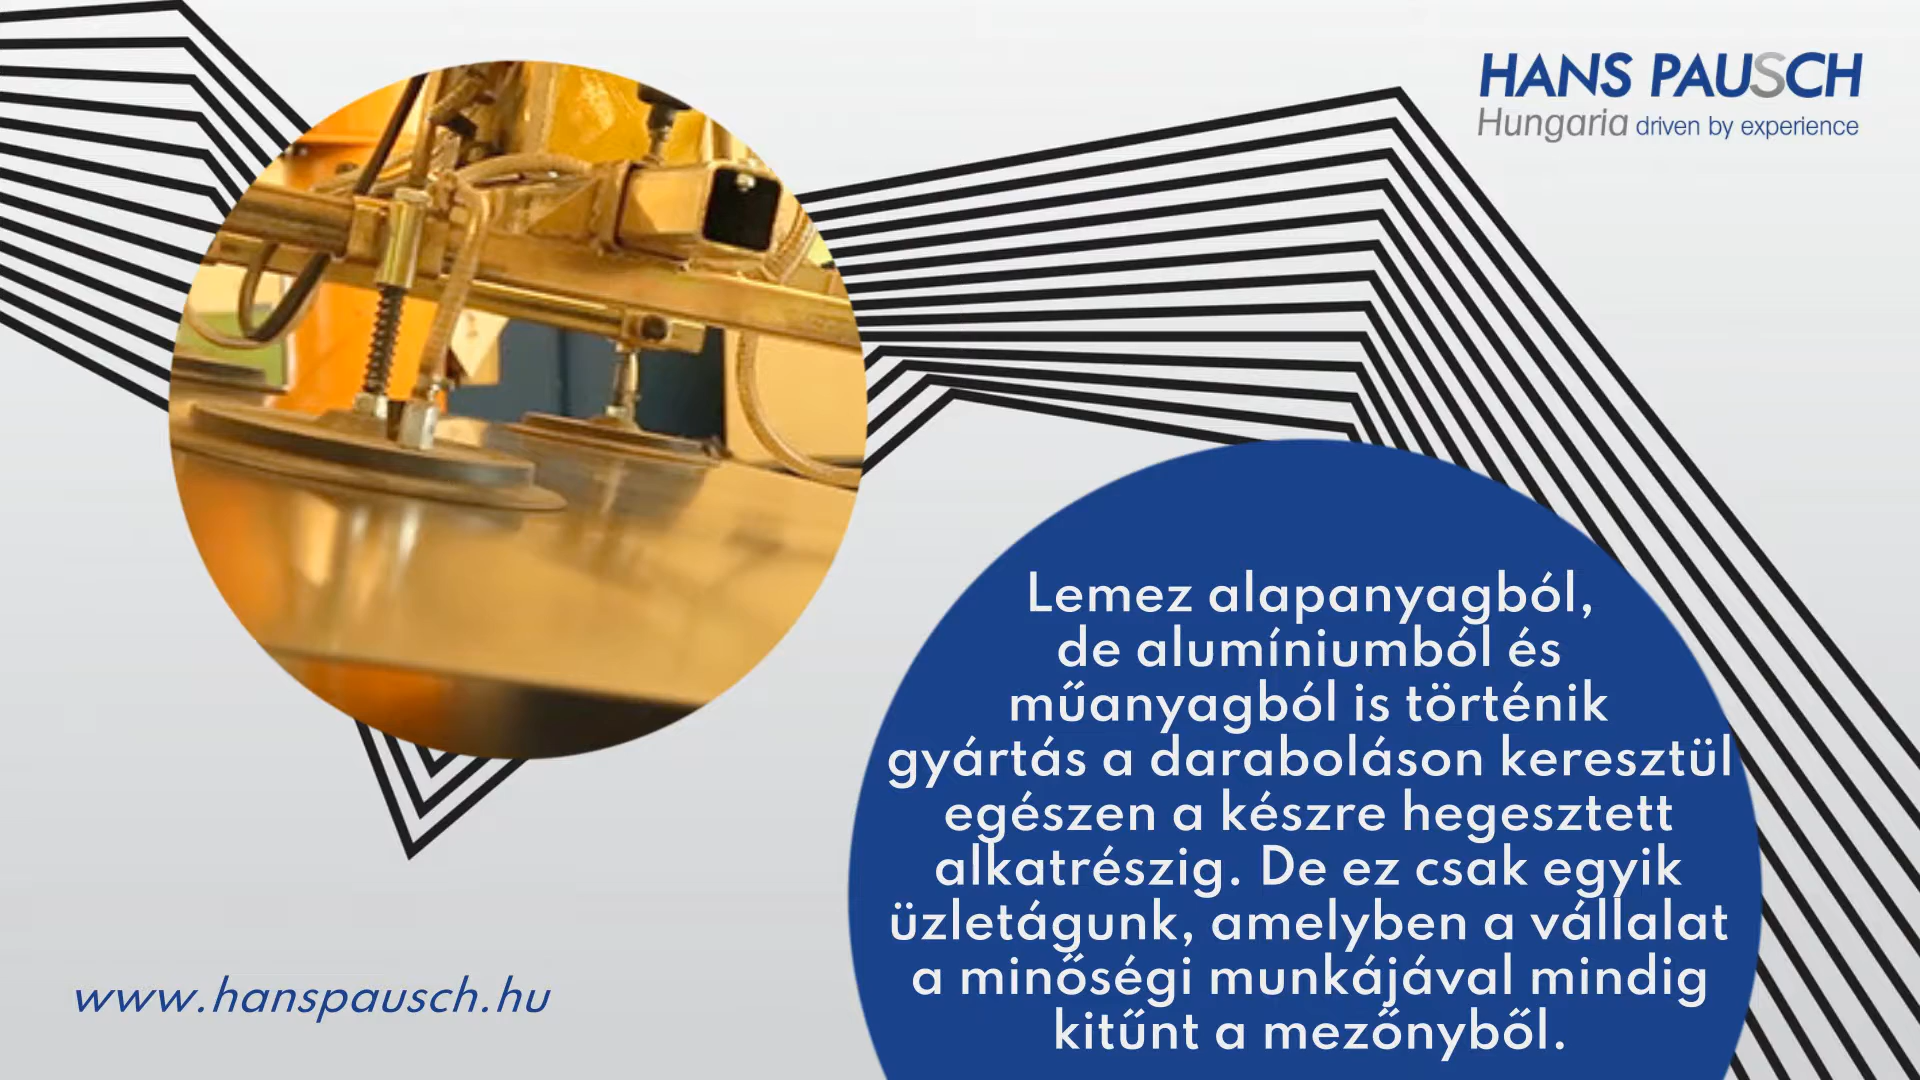 HANS PAUSCH
Hungaria driven by experience
Lemez alapanyagból,
de alumíniumból és
műanyagból is történik
gyártás a daraboláson keresztül
egészen a készre hegesztett
alkatrészig. De ez csak egyik
üzletágunk, amelyben a vállalat
a minőségi munkájával mindig
kitűnt a mezőnyből.
www.hanspausch.hu